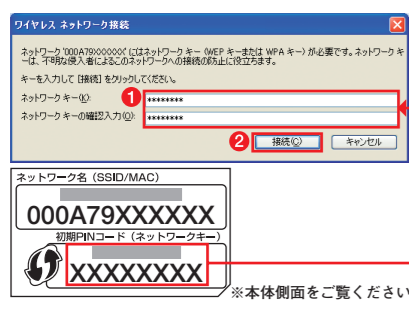 ワイヤレス ネットワーク接続
ネットワーク '000A79XXXXXX' にはネットワーク キー (WEP キーまたは WPA キー) が必要です。ネットワーク キ
ーは、不明な侵入者によるこのネットワークへの接続の防止に役立ちます。
キーを入力して [接続] をクリックしてください。
ネットワーク キー(K):
1
********
ネットワーク キーの確認入力(O):
********
2
接続(C)
キャンセル
ネットワーク名（SSID/MAC）
000A79XXXXXX
初期PINコード（ネットワークキー）
XXXXXXXX
※本体側面をご覧ください